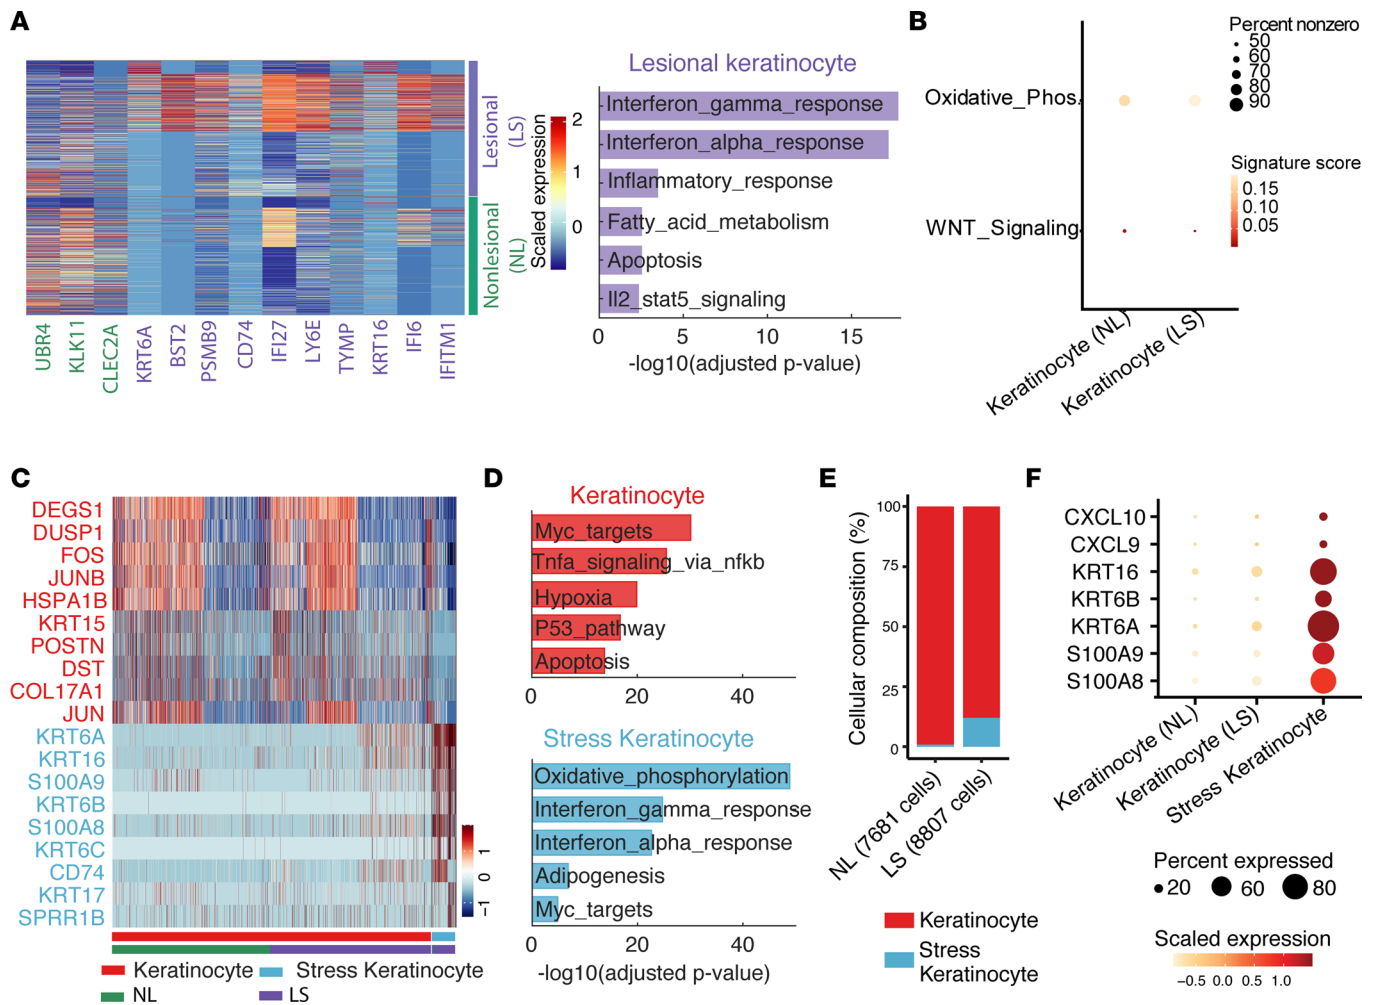 A
Lesional (LS)
Nonlesional (NL)
UBR4
KLK11
CLEC2A
KRT6A
BST2
PSMB9
CD74
IFI27
LY6E
TYMP
KRT16
IFI6
IFITM1
Scaled expression
2
1
1
0
Lesional keratinocyte
Interferon_gamma_response
Interferon_alpha_response
Inflammatory_response
Fatty_acid_metabolism
Apoptosis
Il2_stat5_signaling
0 5 10 15
-log10(adjusted p-value)
B
Oxidative_Phos.
WNT_Signaling
Keratinocyte (NL)
Keratinocyte (LS)
Percent nonzero
50
60
70
80
90
Signature score
0.15
0.10
0.05
C
DEGS1
DUSP1
FOS
JUNB
HSPA1B
KRT15
POSTN
DST
COL17A1
JUN
KRT6A
KRT16
S100A9
KRT6B
S100A8
KRT6C
CD74
KRT17
SPRR1B
1
0
−1
Keratinocyte
Stress Keratinocyte
NL
LS
D
Keratinocyte
Myc_targets
Tnfa_signaling_via_nfkb
Hypoxia
P53_pathway
Apoptosis
0 20 40
Stress Keratinocyte
Oxidative_phosphorylation
Interferon_gamma_response
Interferon_alpha_response
Adipogenesis
Myc_targets
0 20 40
-log10(adjusted p-value)
E
Cellular composition (%)
100
75
50
25
0
NL (7681 cells)
LS (8807 cells)
Keratinocyte
Stress
Keratinocyte
F
CXCL10
CXCL9
KRT16
KRT6B
KRT6A
S100A9
S100A8
Keratinocyte (NL)
Keratinocyte (LS)
Stress Keratinocyte
Percent expressed
20 60 80
Scaled expression
−0.5 0.0 0.5 1.0